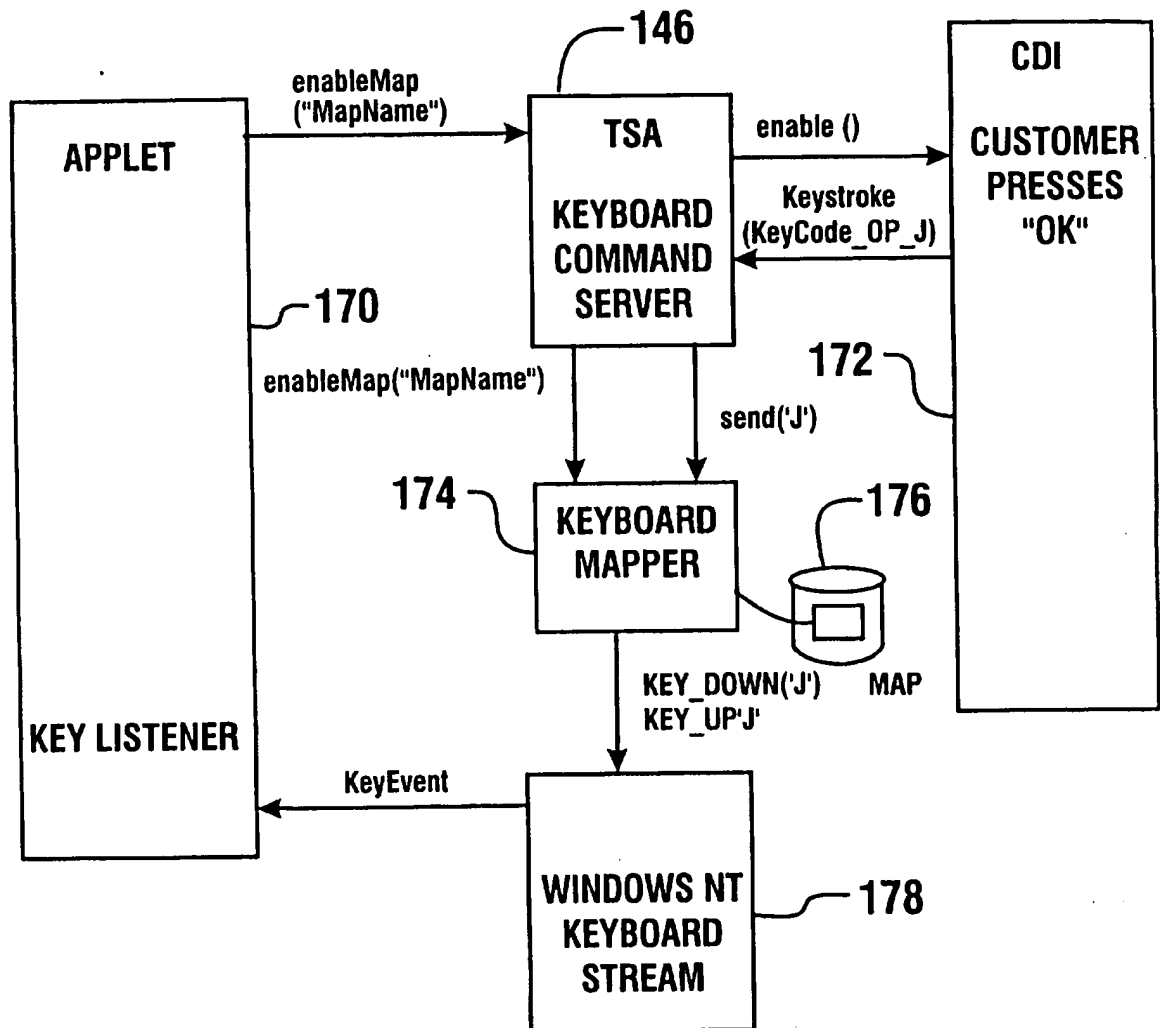 146
enableMap
("MapName")
APPLET
TSA
KEYBOARD
COMMAND
SERVER
enable ()
Keystroke
(KeyCode_OP_J)
CDI
CUSTOMER
PRESSES
"OK"
170
172
enableMap("MapName")
send('J')
174
KEYBOARD
MAPPER
176
MAP
KEY_DOWN('J')
KEY_UP'J'
KEY LISTENER
KeyEvent
WINDOWS NT
KEYBOARD
STREAM
178